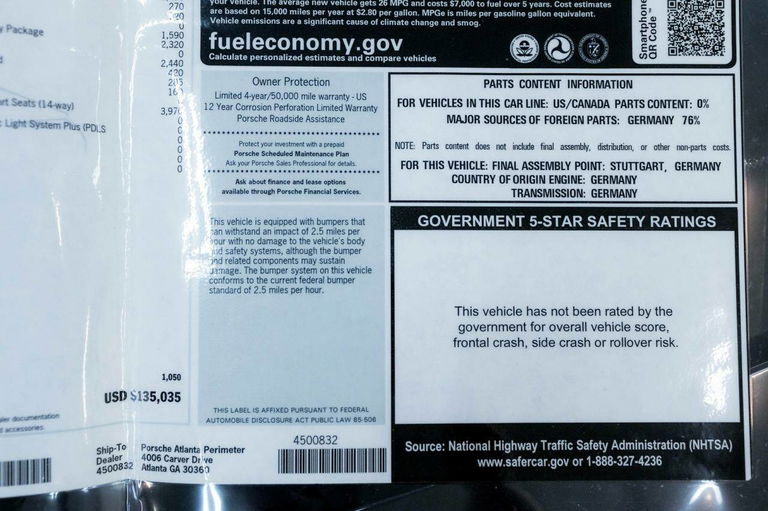 270
020
0
1,590
2,320
0
2,440
420
285
3,970
0
0
0
0
0
Package
Seats (14-way)
Light System Plus (PDLS
1,050
USD $135,035
documentation
accessories.
Ship-To
Dealer
4500832
Porsche Atlanta Perimeter
4006 Carver Drive
Atlanta GA 30360
your vehicle. The average new vehicle gets 26 MPG and costs $7,000 to fuel over 5 years. Cost estimates
are based on 15,000 miles per year at $2.80 per gallon. MPGe is miles per gasoline gallon equivalent.
Vehicle emissions are a significant cause of climate change and smog.
fueleconomy.gov
Calculate personalized estimates and compare vehicles
Smartphone
QR Code™
Owner Protection
Limited 4-year/50,000 mile warranty - US
12 Year Corrosion Perforation Limited Warranty
Porsche Roadside Assistance
Protect your investment with a prepaid
Porsche Scheduled Maintenance Plan
Ask your Porsche Sales Professional for details.
Ask about finance and lease options
available through Porsche Financial Services.
This vehicle is equipped with bumpers that
can withstand an impact of 2.5 miles per
hour with no damage to the vehicle's body
and safety systems, although the bumper
and related components may sustain
damage. The bumper system on this vehicle
conforms to the current federal bumper
standard of 2.5 miles per hour.
THIS LABEL IS AFFIXED PURSUANT TO FEDERAL
AUTOMOBILE DISCLOSURE ACT PUBLIC LAW 85-506
4500832
PARTS CONTENT INFORMATION
FOR VEHICLES IN THIS CAR LINE: US/CANADA PARTS CONTENT: 0%
MAJOR SOURCES OF FOREIGN PARTS: GERMANY 76%
NOTE: Parts content does not include final assembly, distribution, or other non-parts costs.
FOR THIS VEHICLE: FINAL ASSEMBLY POINT: STUTTGART, GERMANY
COUNTRY OF ORIGIN ENGINE: GERMANY
TRANSMISSION: GERMANY
GOVERNMENT 5-STAR SAFETY RATINGS
This vehicle has not been rated by the
government for overall vehicle score,
frontal crash, side crash or rollover risk.
Source: National Highway Traffic Safety Administration (NHTSA)
www.safercar.gov or 1-888-327-4236